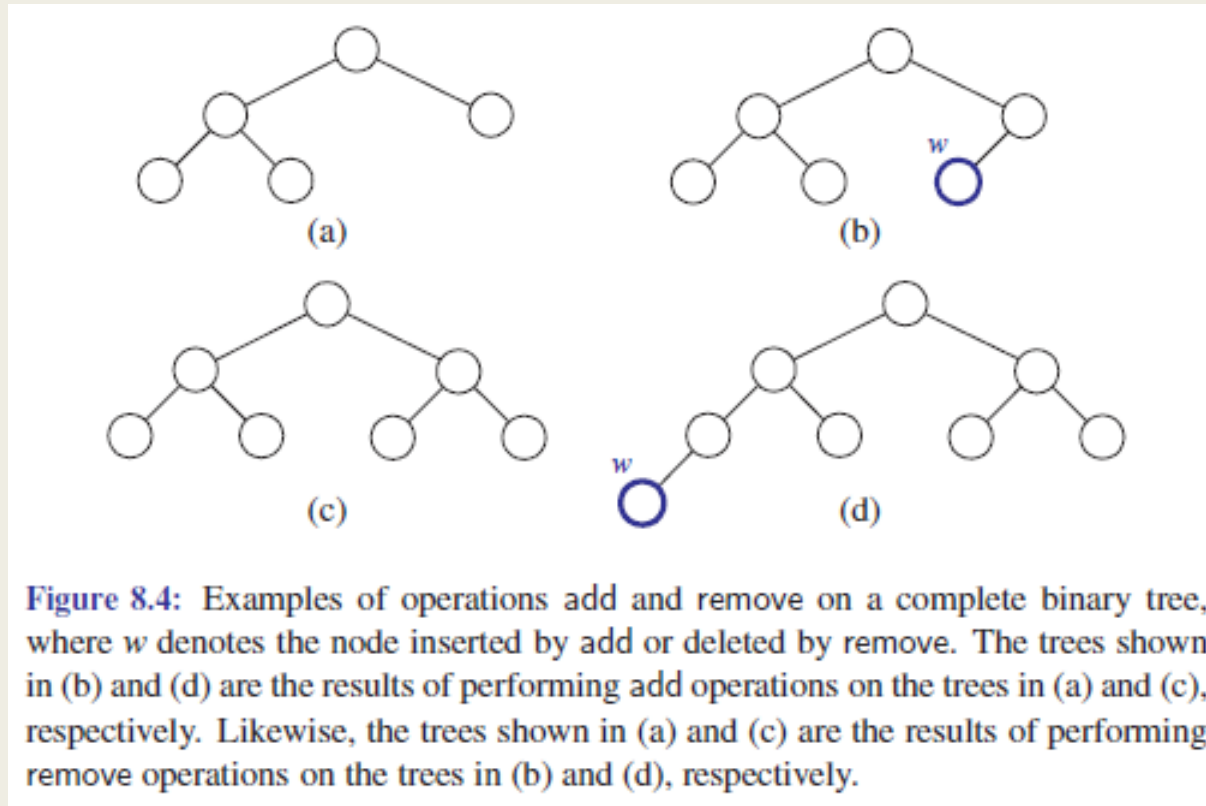 w
(a)
(b)
w
(c)
(d)
Figure 8.4: Examples of operations add and remove on a complete binary tree,
where w denotes the node inserted by add or deleted by remove. The trees shown
in (b) and (d) are the results of performing add operations on the trees in (a) and (c),
respectively. Likewise, the trees shown in (a) and (c) are the results of performing
remove operations on the trees in (b) and (d), respectively.